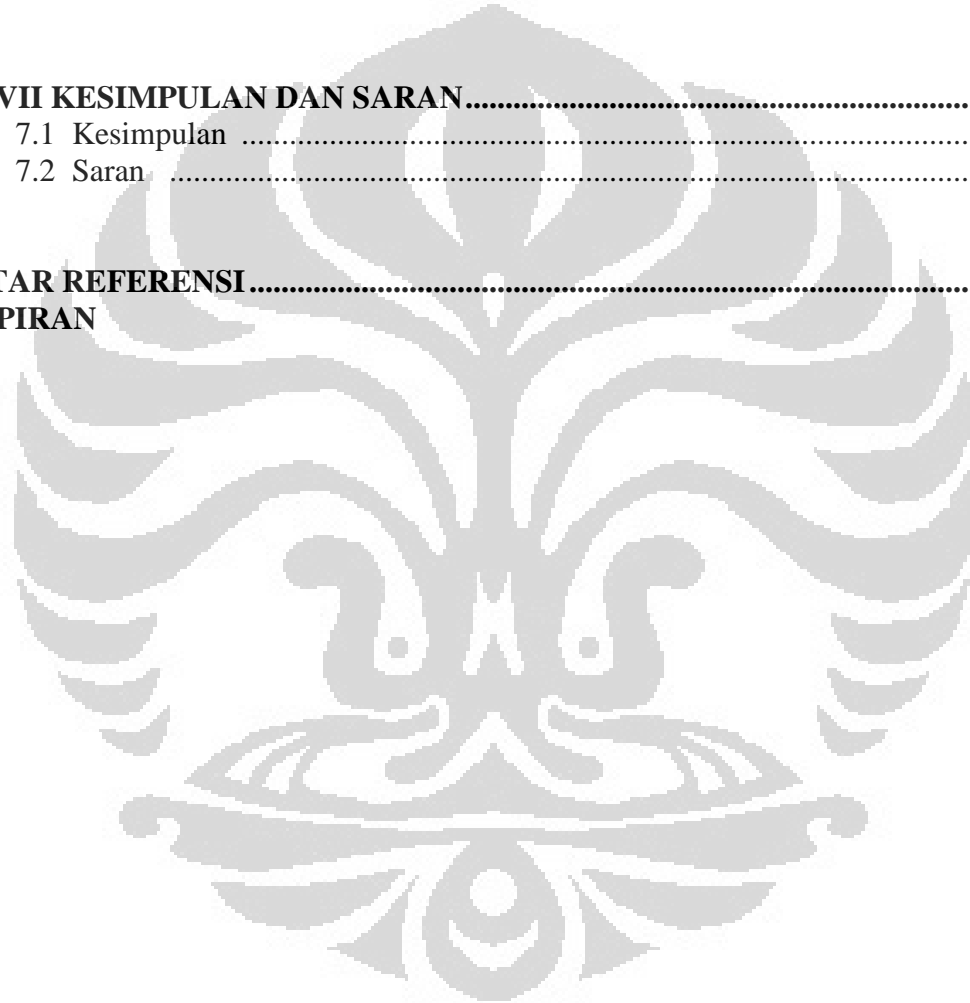 VII KESIMPULAN DAN SARAN..........................................................................................
7.1 Kesimpulan ..........................................................................................
7.2 Saran ..........................................................................................
TAR REFERENSI..........................................................................................
PIRAN